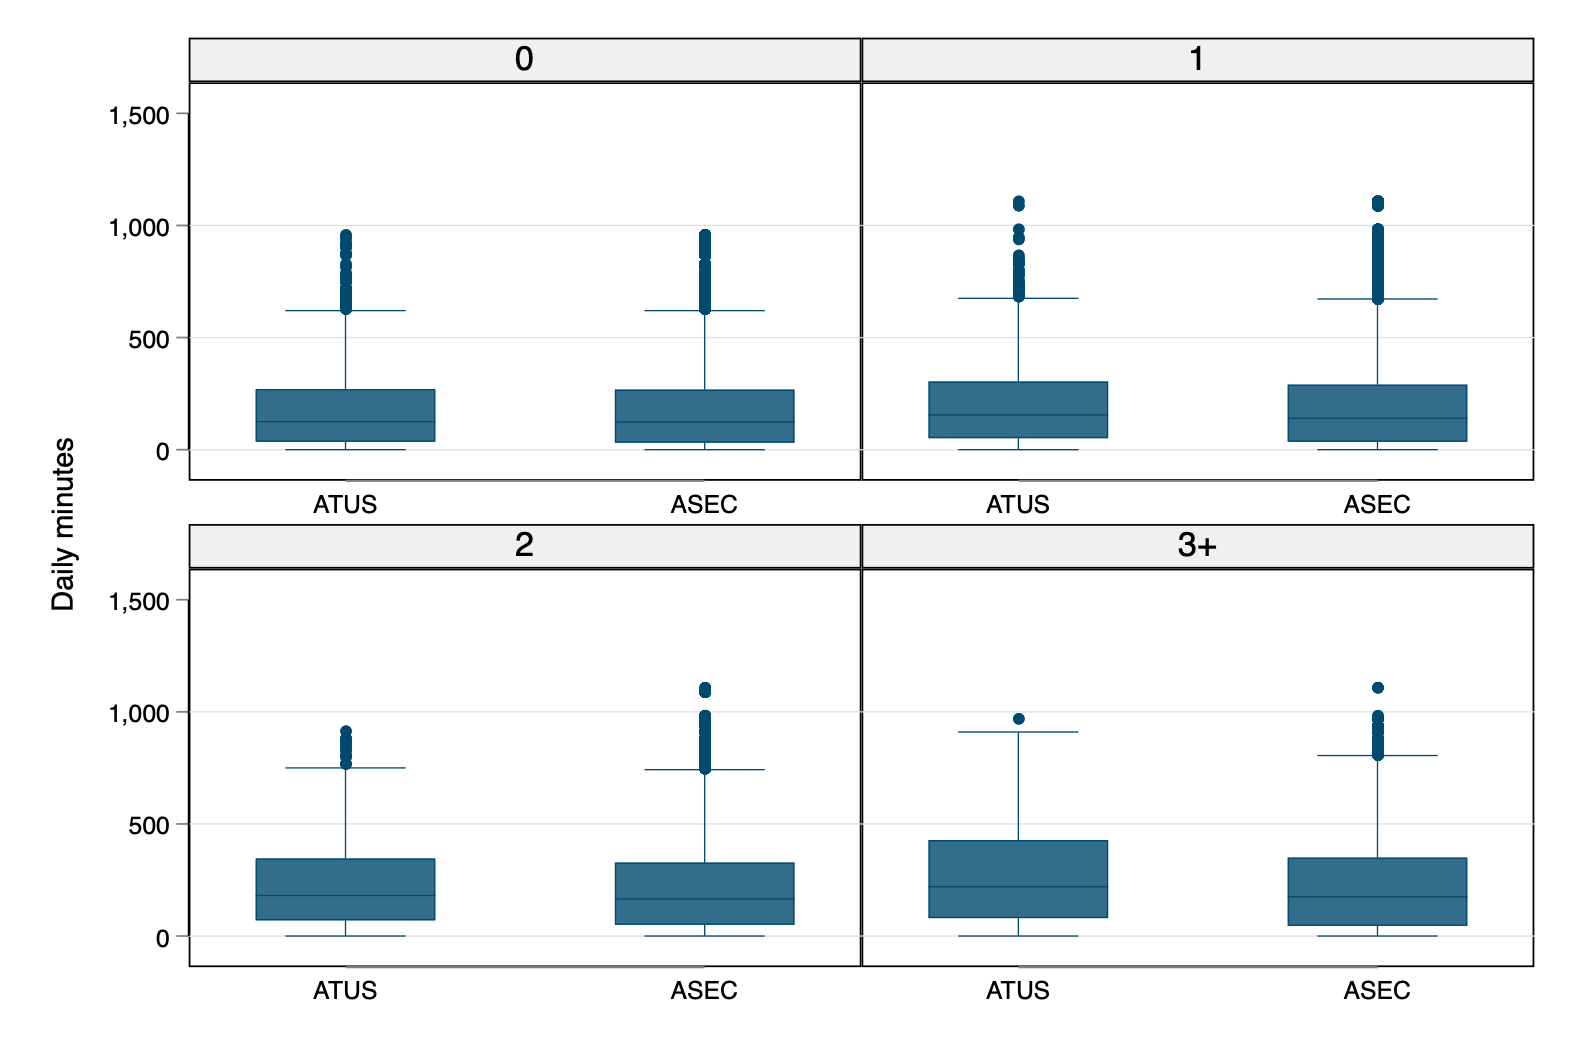 Daily minutes
0
1
1,500
1,000
500
0
ATUS
ASEC
ATUS
ASEC
2
3+
1,500
1,000
500
0
ATUS
ASEC
ATUS
ASEC